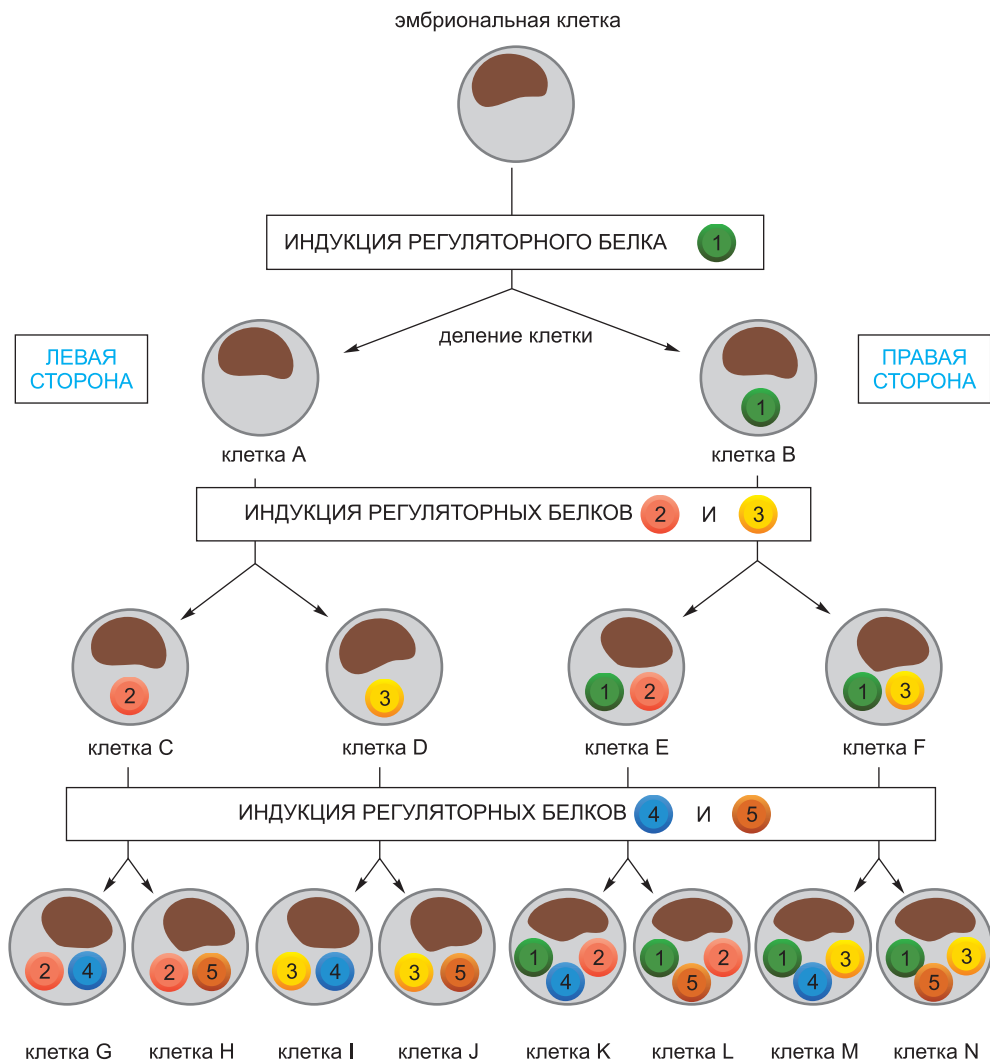 эмбриональная клетка
ИНДУКЦИЯ РЕГУЛЯТОРНОГО БЕЛКА 1
деление клетки
ЛЕВАЯ
СТОРОНА
ПРАВАЯ
СТОРОНА
1
клетка A
клетка B
ИНДУКЦИЯ РЕГУЛЯТОРНЫХ БЕЛКОВ 2 И 3
2
3
1 2
1 3
клетка C
клетка D
клетка E
клетка F
ИНДУКЦИЯ РЕГУЛЯТОРНЫХ БЕЛКОВ 4 И 5
2 4
2 5
3 4
3 5
1 2
4
1 2
5
1 3
4
1 3
5
клетка G
клетка H
клетка I
клетка J
клетка K
клетка L
клетка M
клетка N